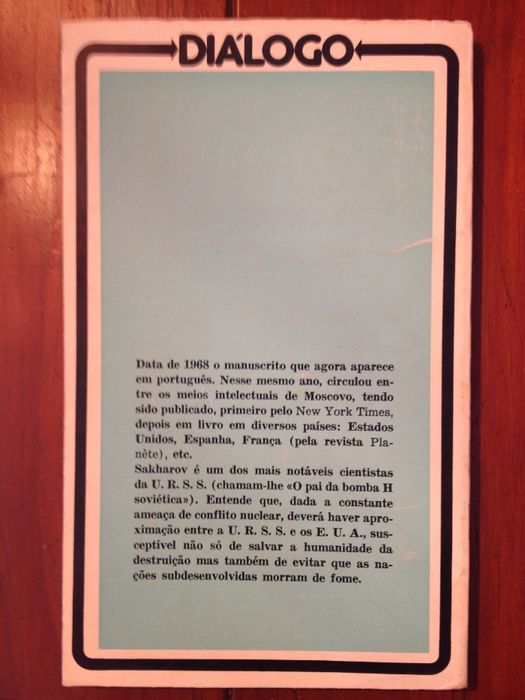 DIÁLOGO
Data de 1968 o manuscrito que agora aparece
em português. Nesse mesmo ano, circulou en-
tre os meios intelectuais de Moscovo, tendo
sido publicado, primeiro pelo New York Times,
depois em livro em diversos países: Estados
Unidos, Espanha, França (pela revista Pla-
nète), etc.
Sakharov é um dos mais notáveis cientistas
da U. R. S. S. (chamam-lhe «O pai da bomba H
soviética»). Entende que, dada a constante
ameaça de conflito nuclear, deverá haver apro-
ximação entre a U. R. S. S. e os E. U. A., sus-
ceptível não só de salvar a humanidade da
destruição mas também de evitar que as na-
ções subdesenvolvidas morram de fome.